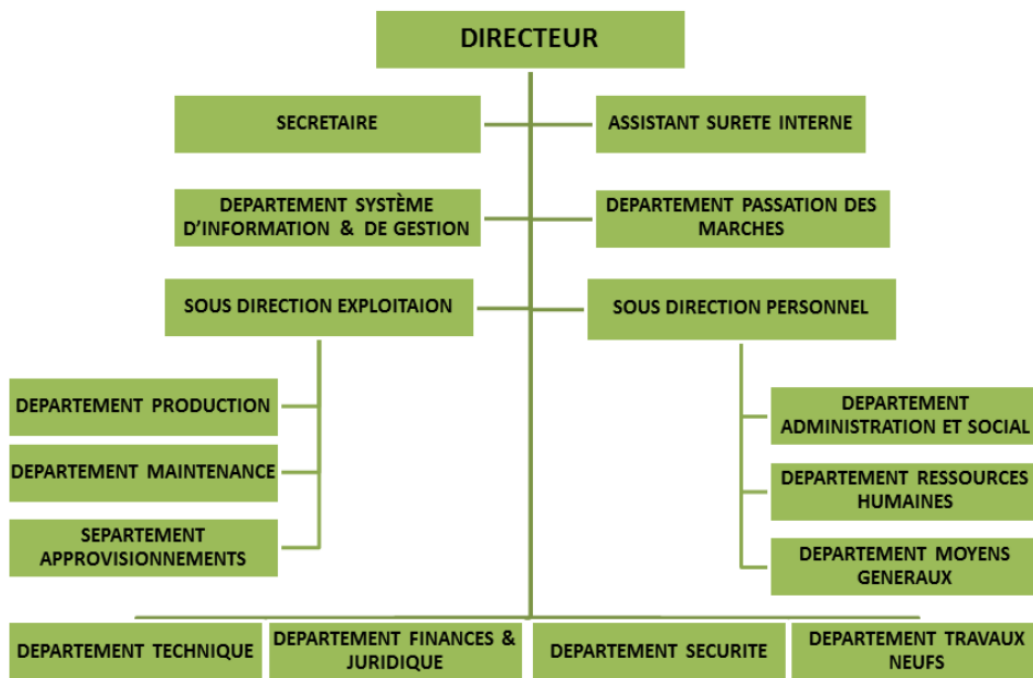 DIRECTEUR
SECRETAIRE
ASSISTANT SURETE INTERNE
DEPARTEMENT SYSTÈME
D'INFORMATION & DE GESTION
DEPARTEMENT PASSATION DES
MARCHES
SOUS DIRECTION EXPLOITAION
SOUS DIRECTION PERSONNEL
DEPARTEMENT PRODUCTION
DEPARTEMENT MAINTENANCE
SEPARTEMENT
APPROVISIONNEMENTS
DEPARTEMENT
ADMINISTRATION ET SOCIAL
DEPARTEMENT RESSOURCES
HUMAINES
DEPARTEMENT MOYENS
GENERAUX
DEPARTEMENT TECHNIQUE
DEPARTEMENT FINANCES &
JURIDIQUE
DEPARTEMENT SECURITE
DEPARTEMENT TRAVAUX
NEUFS